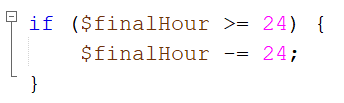 if ($finalHour >= 24) {
    $finalHour -= 24;
}